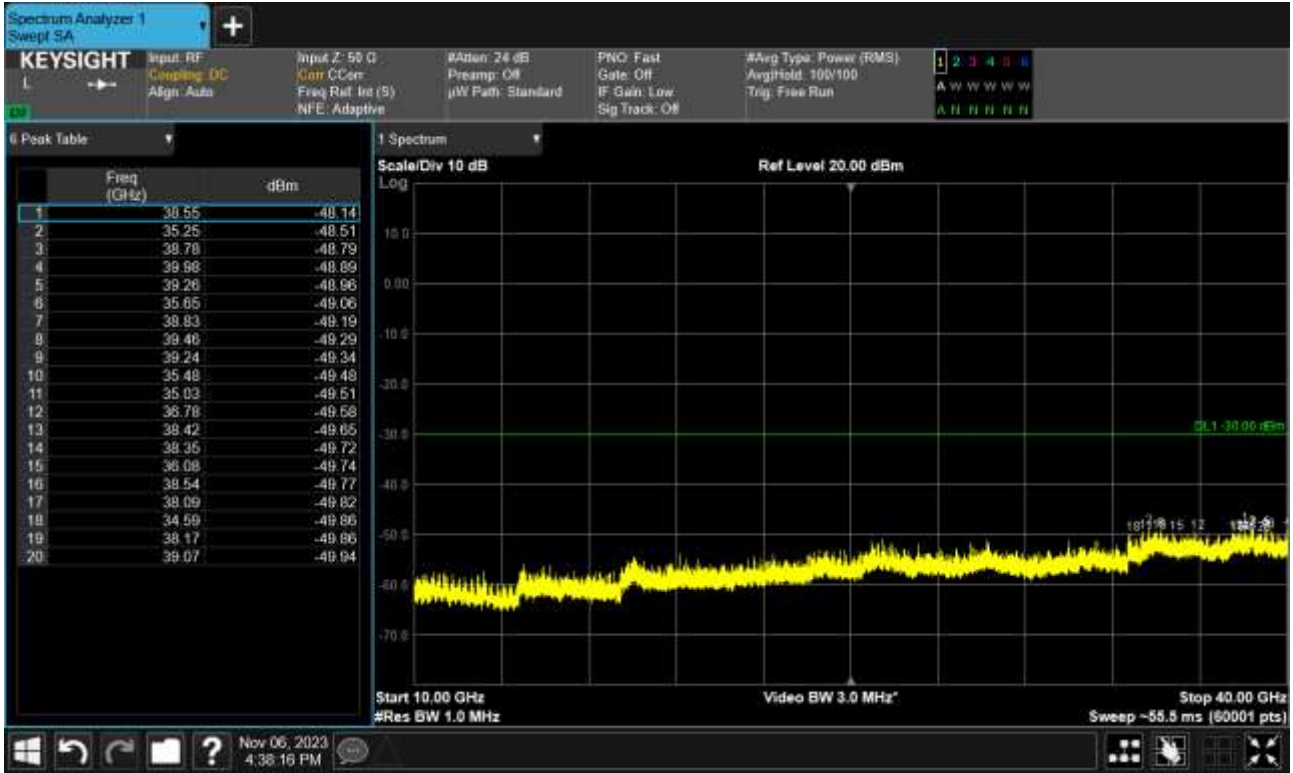 Spectrum Analyzer 1
Swept SA
+
KEYSIGHT
L
Input: RF
Coupling: DC
Align: Auto
Input Z: 50 Ω
Corr CCorr
Freq Ref: Int (S)
NFE: Adaptive
#Atten: 24 dB
Preamp: Off
µW Path: Standard
PNO: Fast
Gate: Off
IF Gain: Low
Sig Track: Off
#Avg Type: Power (RMS)
Avg|Hold: 100/100
Trig: Free Run
1 2 3 4 5 6
A W W W W W
A N N N N N
6 Peak Table
Freq (GHz) dBm
1 38.55 -48.14
2 35.25 -48.51
3 38.78 -48.79
4 39.98 -48.89
5 39.26 -48.96
6 35.65 -49.06
7 38.83 -49.19
8 39.46 -49.29
9 39.24 -49.34
10 35.48 -49.48
11 35.03 -49.51
12 36.78 -49.58
13 38.42 -49.65
14 38.35 -49.72
15 36.08 -49.74
16 38.54 -49.77
17 38.09 -49.82
18 34.59 -49.86
19 38.17 -49.86
20 39.07 -49.94
1 Spectrum
Scale/Div 10 dB
Ref Level 20.00 dBm
Log
10.0
0.00
-10.0
-20.0
-30.0
DL1 -30.00 dBm
-40.0
-50.0
15 12
-60.0
-70.0
Start 10.00 GHz
Video BW 3.0 MHz*
Stop 40.00 GHz
#Res BW 1.0 MHz
Sweep ~55.5 ms (60001 pts)
?
Nov 06, 2023
4:38:16 PM